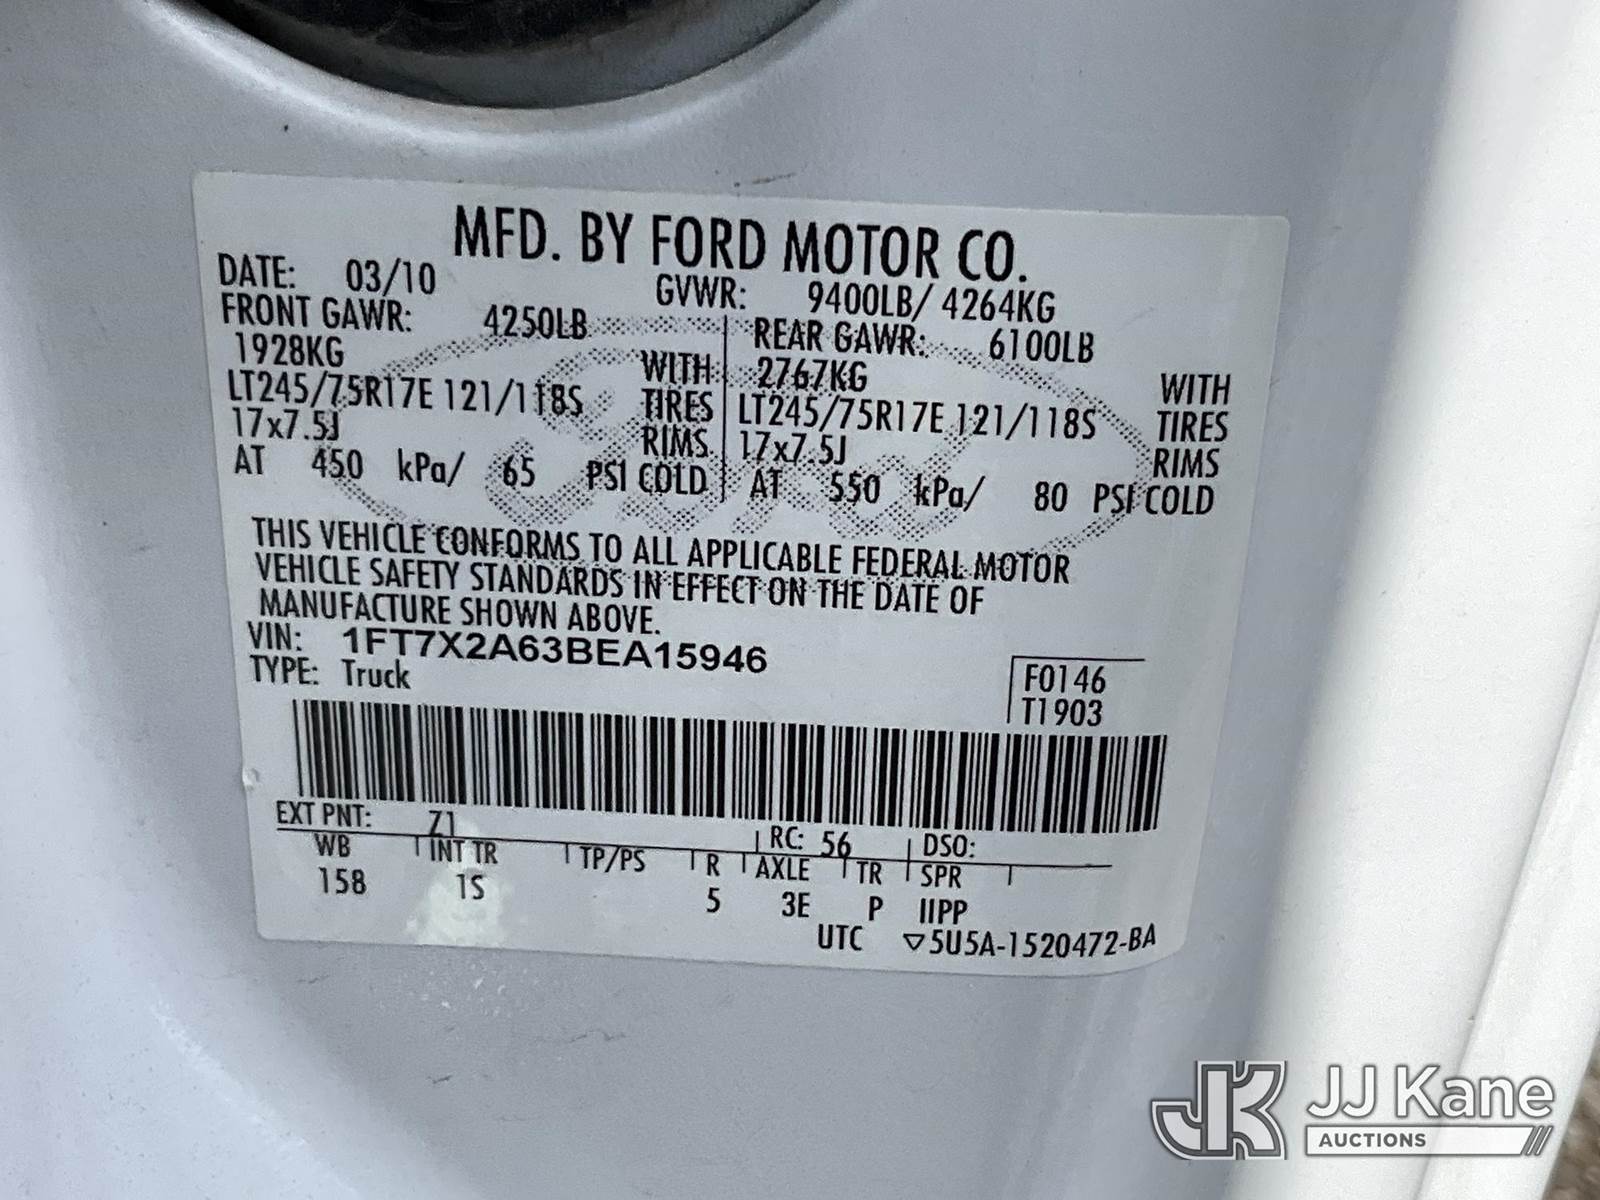 MFD. BY FORD MOTOR CO.
DATE: 03/10 GVWR: 9400LB/ 4264KG
FRONT GAWR: 4250LB REAR GAWR: 6100LB
1928KG WITH 2767KG WITH
LT245/75R17E 121/118S TIRES LT245/75R17E 121/118S TIRES
17x7.5J RIMS 17x7.5J RIMS
AT 450 kPa/ 65 PSI COLD AT 550 kPa/ 80 PSI COLD
THIS VEHICLE CONFORMS TO ALL APPLICABLE FEDERAL MOTOR
VEHICLE SAFETY STANDARDS IN EFFECT ON THE DATE OF
MANUFACTURE SHOWN ABOVE.
VIN: 1FT7X2A63BEA15946
TYPE: Truck
F0146
T1903
EXT PNT: Z1 RC: 56 DSO:
WB INT TR TP/PS R AXLE TR SPR
158 1S 5 3E P IIPP
UTC ▽5U5A-1520472-BA
JK JJ Kane
AUCTIONS